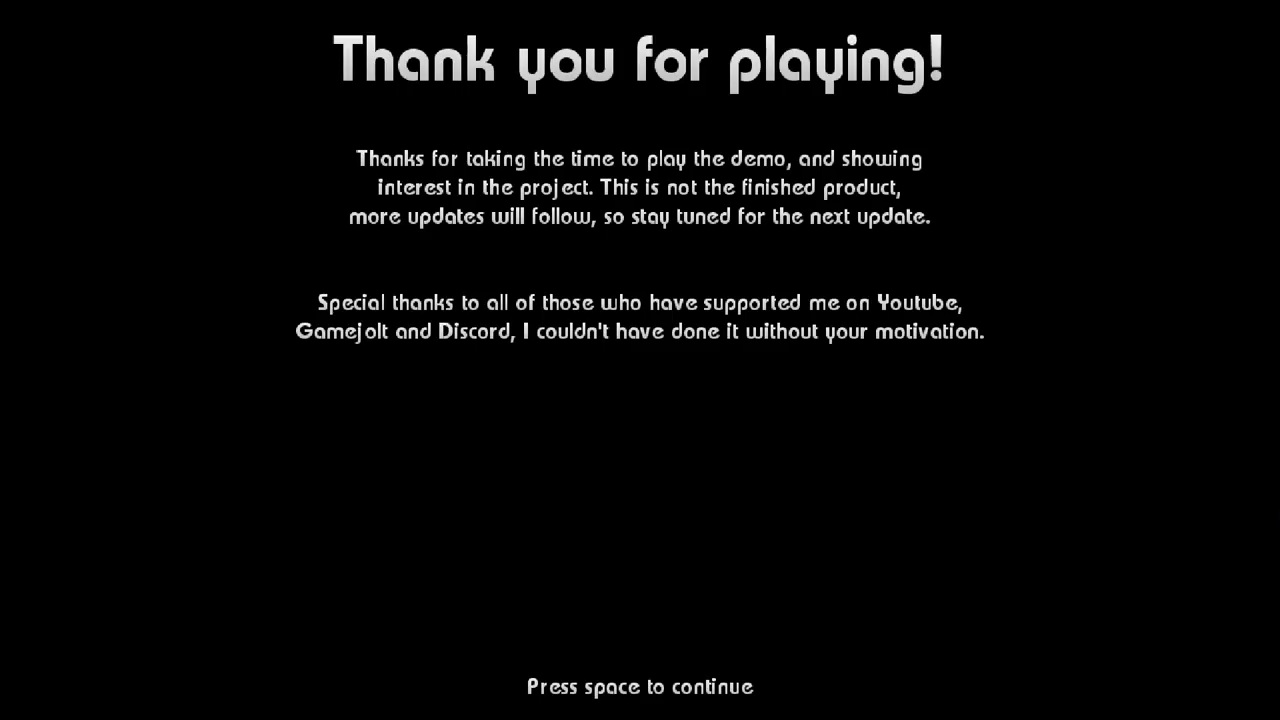 Thank you for playing!
Thanks for taking the time to play the demo, and showing
interest in the project. This is not the finished product,
more updates will follow, so stay tuned for the next update.
Special thanks to all of those who have supported me on Youtube,
Gamejolt and Discord, I couldn't have done it without your motivation.
Press space to continue